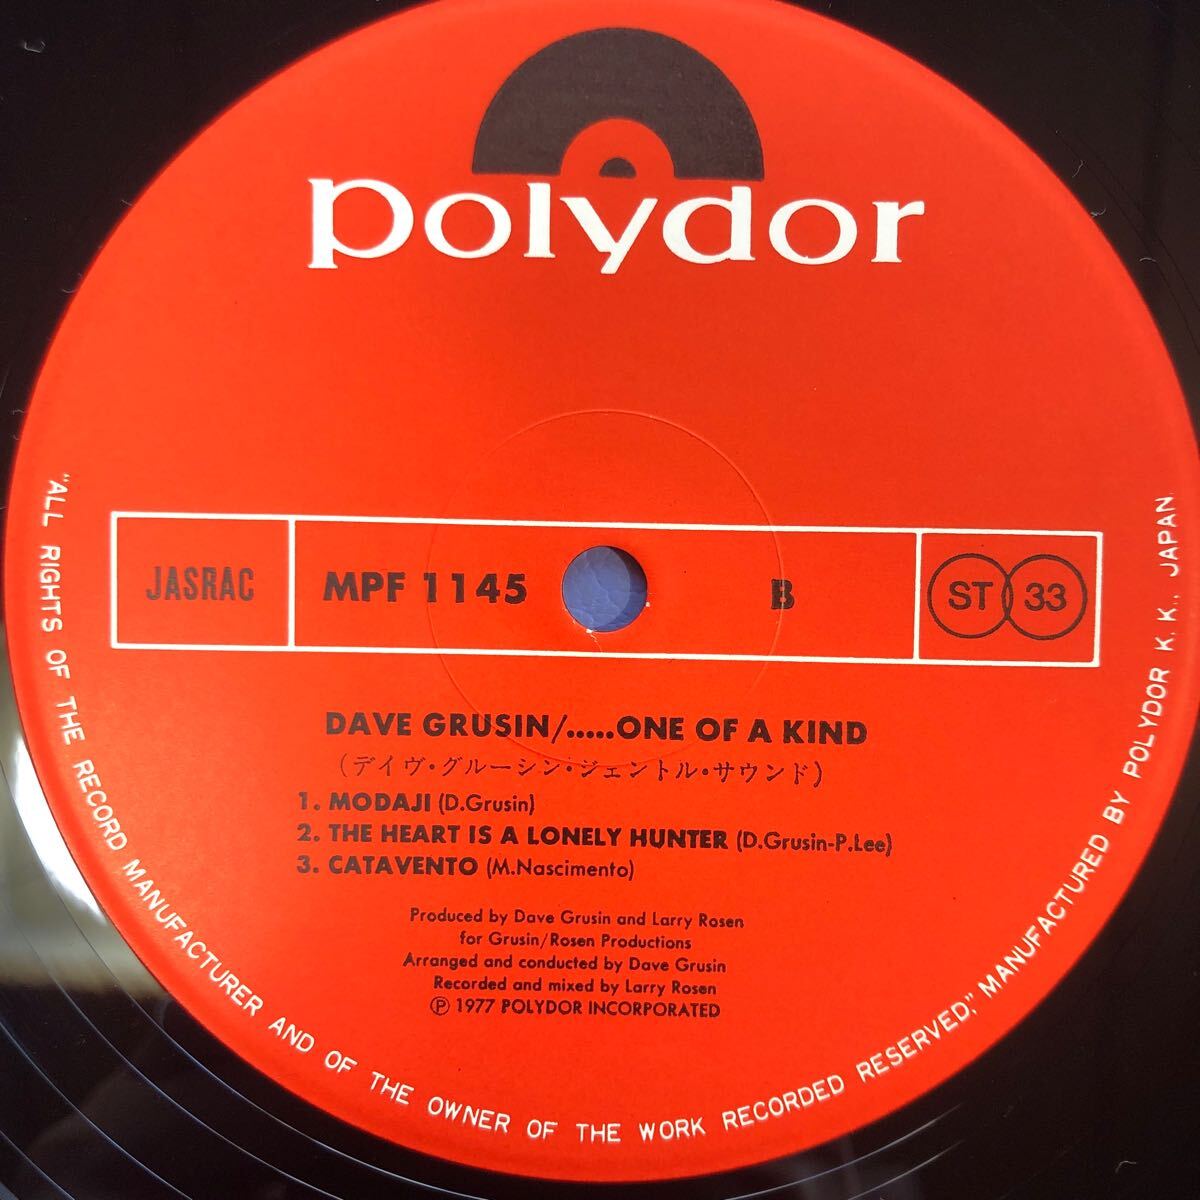 polydor
JASRAC
MPF 1145
B
ST 33
DAVE GRUSIN/.....ONE OF A KIND
(デイヴ・グルーシン・ジェントル・サウンド)
1. MODAJI (D.Grusin)
2. THE HEART IS A LONELY HUNTER (D.Grusin-P.Lee)
3. CATAVENTO (M.Nascimento)
Produced by Dave Grusin and Larry Rosen
for Grusin/Rosen Productions
Arranged and conducted by Dave Grusin
Recorded and mixed by Larry Rosen
Ⓟ 1977 POLYDOR INCORPORATED
"ALL RIGHTS OF THE RECORD MANUFACTURER AND OF THE OWNER OF THE WORK RECORDED RESERVED," MANUFACTURED BY POLYDOR K. K., JAPAN